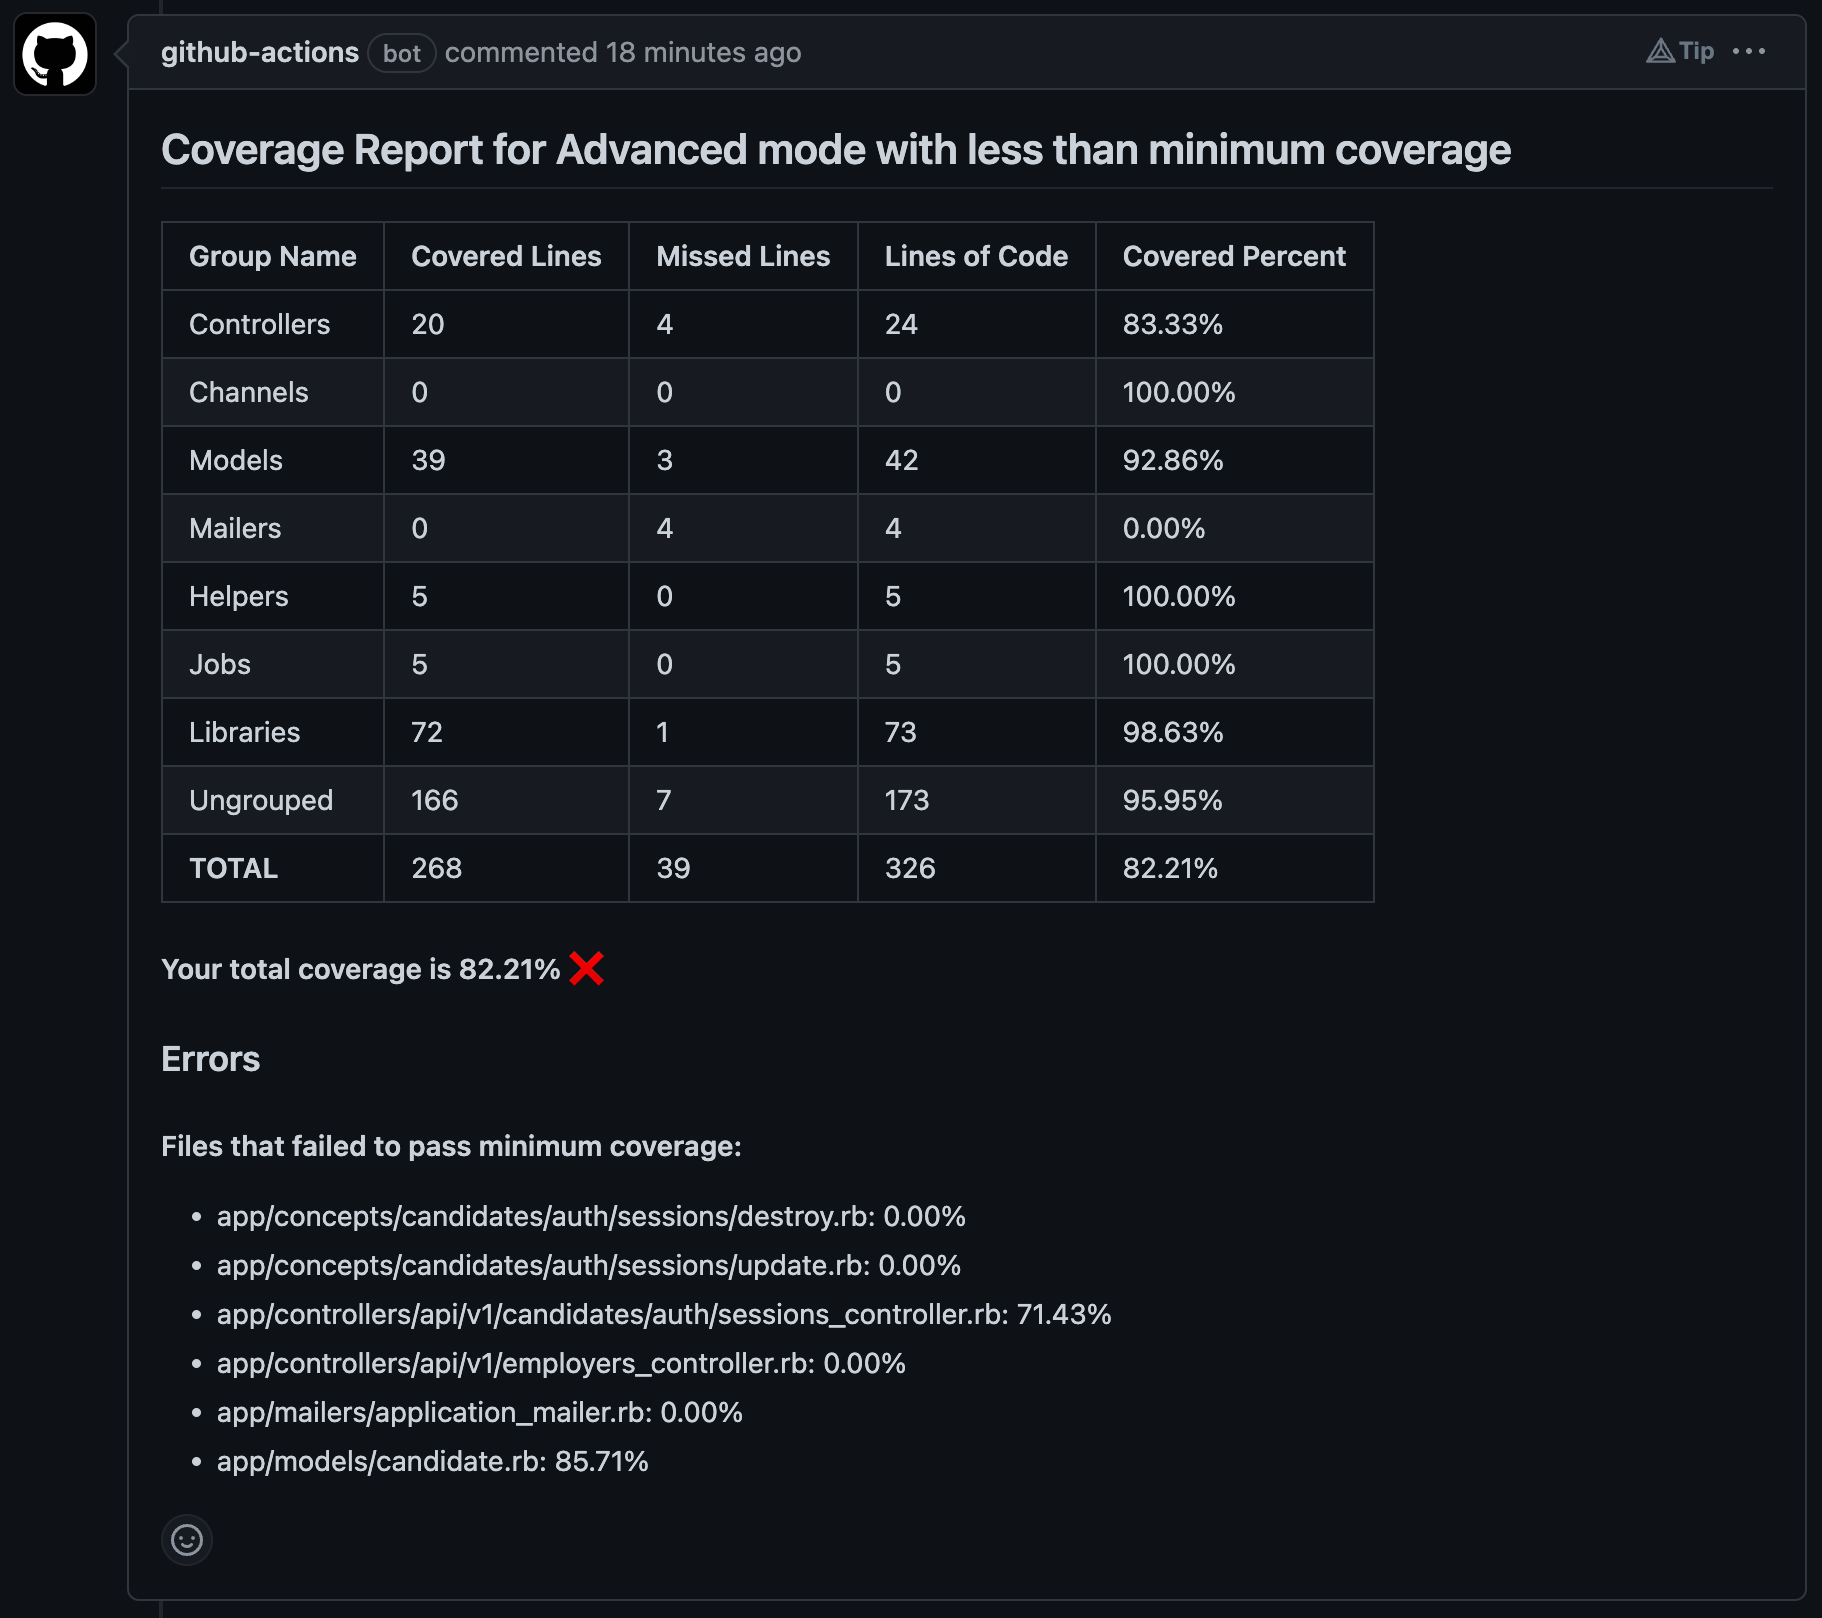 github-actions bot commented 18 minutes ago Tip
Coverage Report for Advanced mode with less than minimum coverage
Group Name Covered Lines Missed Lines Lines of Code Covered Percent
Controllers 20 4 24 83.33%
Channels 0 0 0 100.00%
Models 39 3 42 92.86%
Mailers 0 4 4 0.00%
Helpers 5 0 5 100.00%
Jobs 5 0 5 100.00%
Libraries 72 1 73 98.63%
Ungrouped 166 7 173 95.95%
TOTAL 268 39 326 82.21%
Your total coverage is 82.21% ❌
Errors
Files that failed to pass minimum coverage:
• app/concepts/candidates/auth/sessions/destroy.rb: 0.00%
• app/concepts/candidates/auth/sessions/update.rb: 0.00%
• app/controllers/api/v1/candidates/auth/sessions_controller.rb: 71.43%
• app/controllers/api/v1/employers_controller.rb: 0.00%
• app/mailers/application_mailer.rb: 0.00%
• app/models/candidate.rb: 85.71%